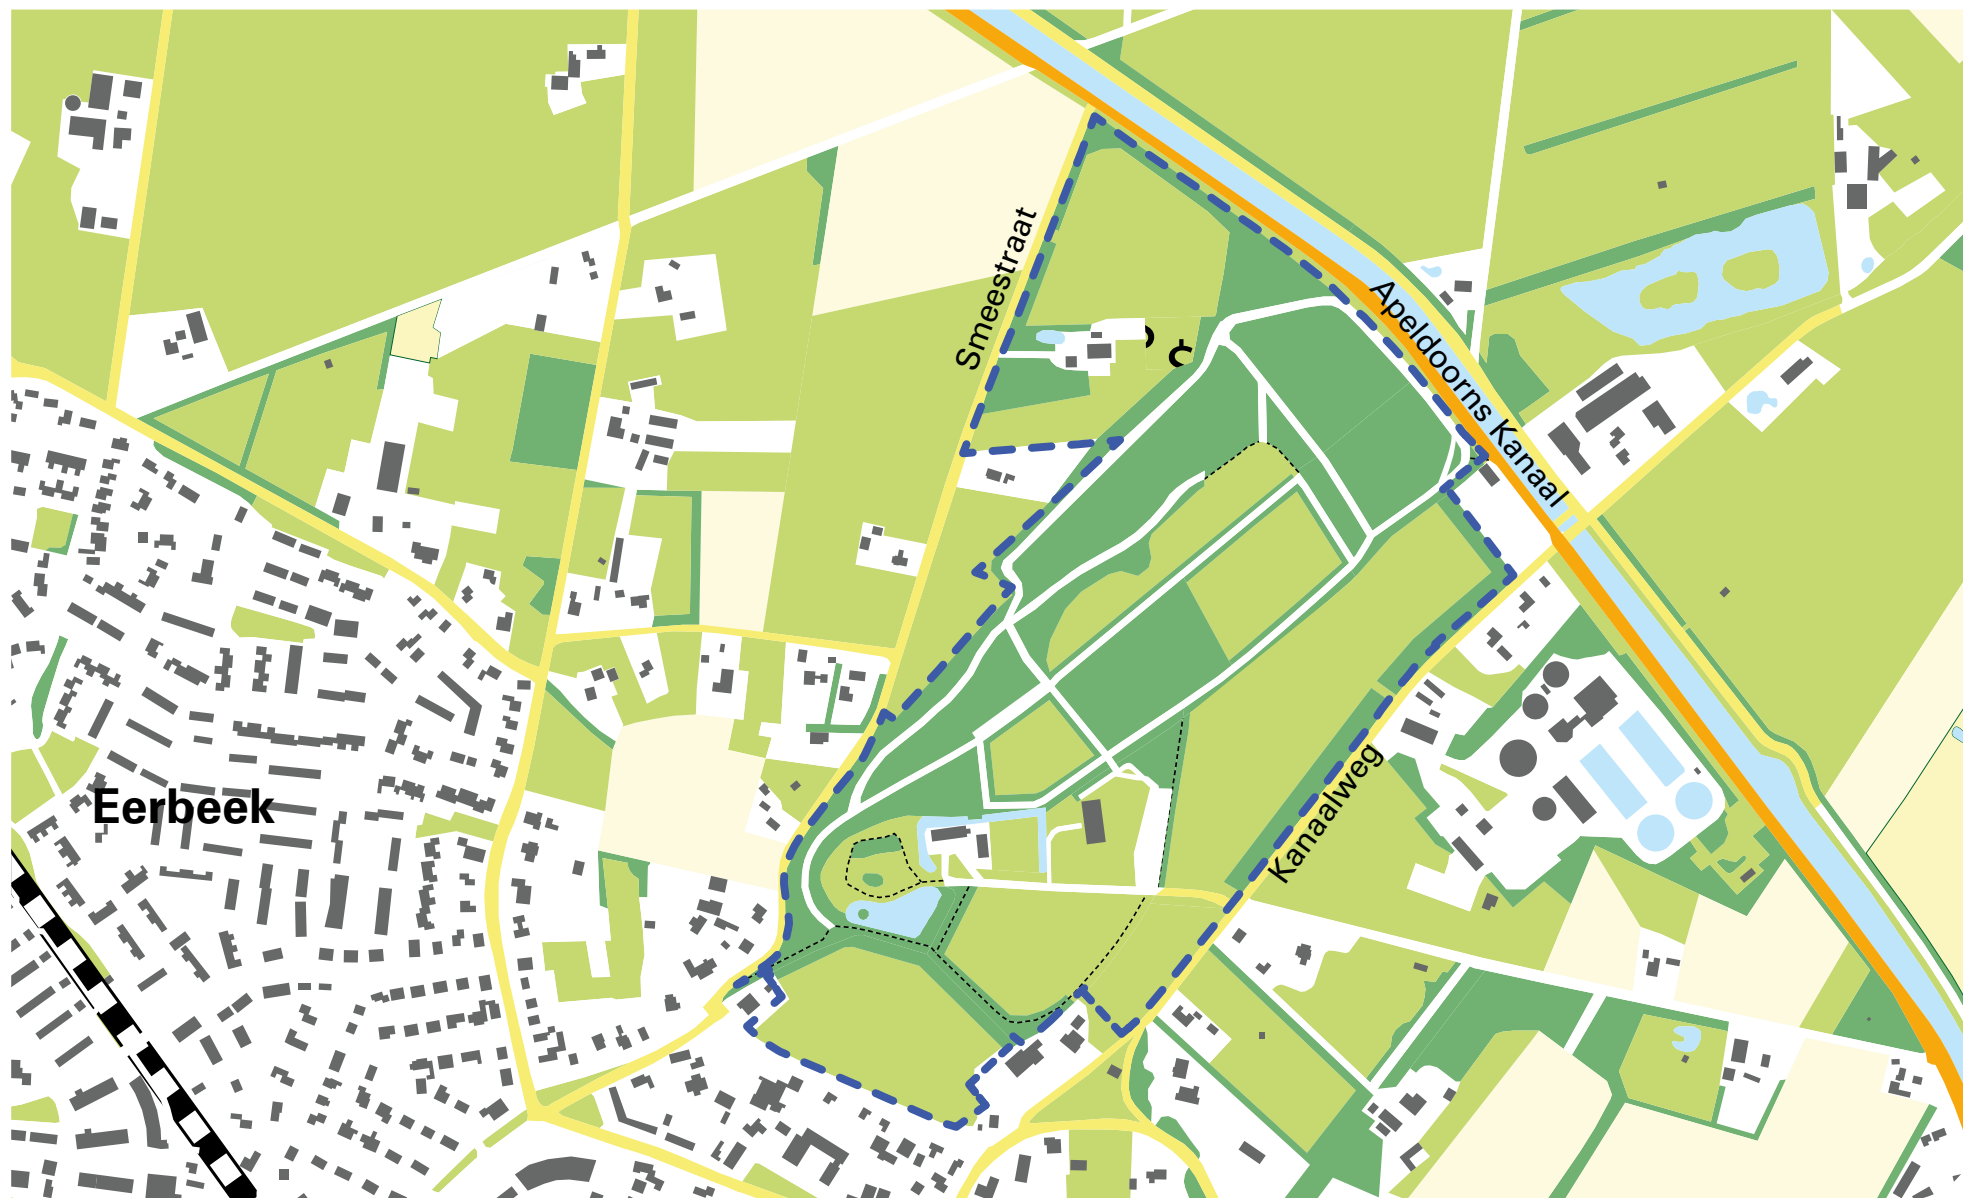 Smeestraat
Apeldoorns Kanaal
Eerbeek
Kanaalweg